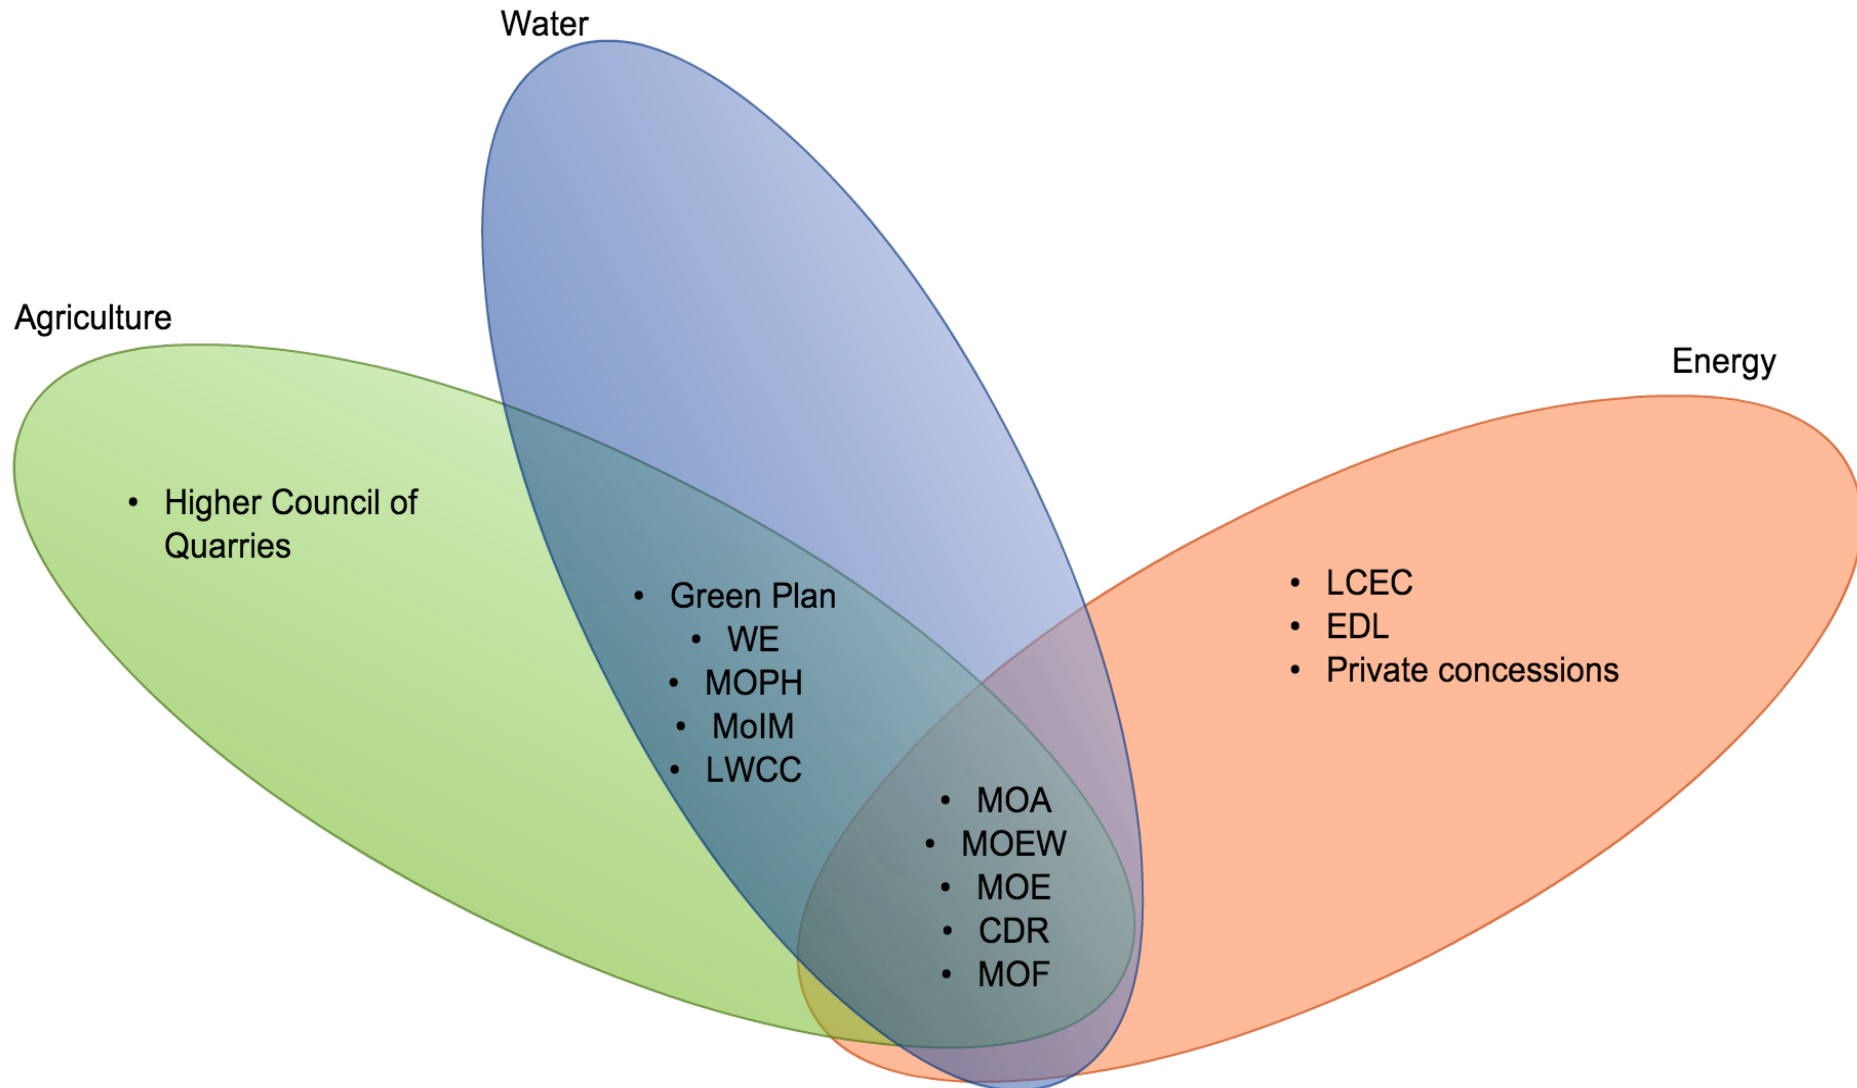 Water
Agriculture
Energy
• Higher Council of
Quarries
• Green Plan
• WE
• MOPH
• MoIM
• LWCC
• LCEC
• EDL
• Private concessions
• MOA
• MOEW
• MOE
• CDR
• MOF